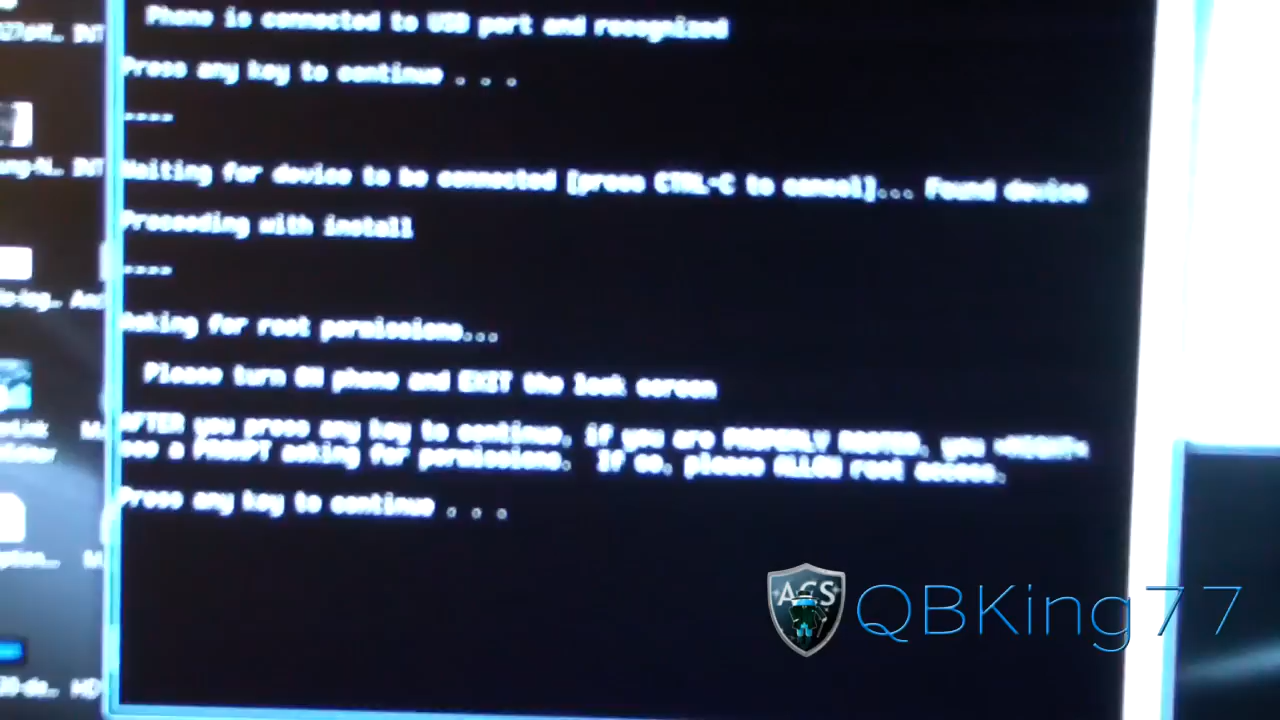 Phone is connected to USB port and recognized
Press any key to continue . . .
----
Waiting for device to be connected [press CTRL-C to cancel]... Found device
Proceeding with install
----
Asking for root permissions...
Please turn ON phone and EXIT the lock screen
AFTER you press any key to continue, if you are PROPERLY ROOTED, you <MIGHT>
see a PROMPT asking for permissions.  If so, please ALLOW root access.
Press any key to continue . . .
ACS
QBKing77